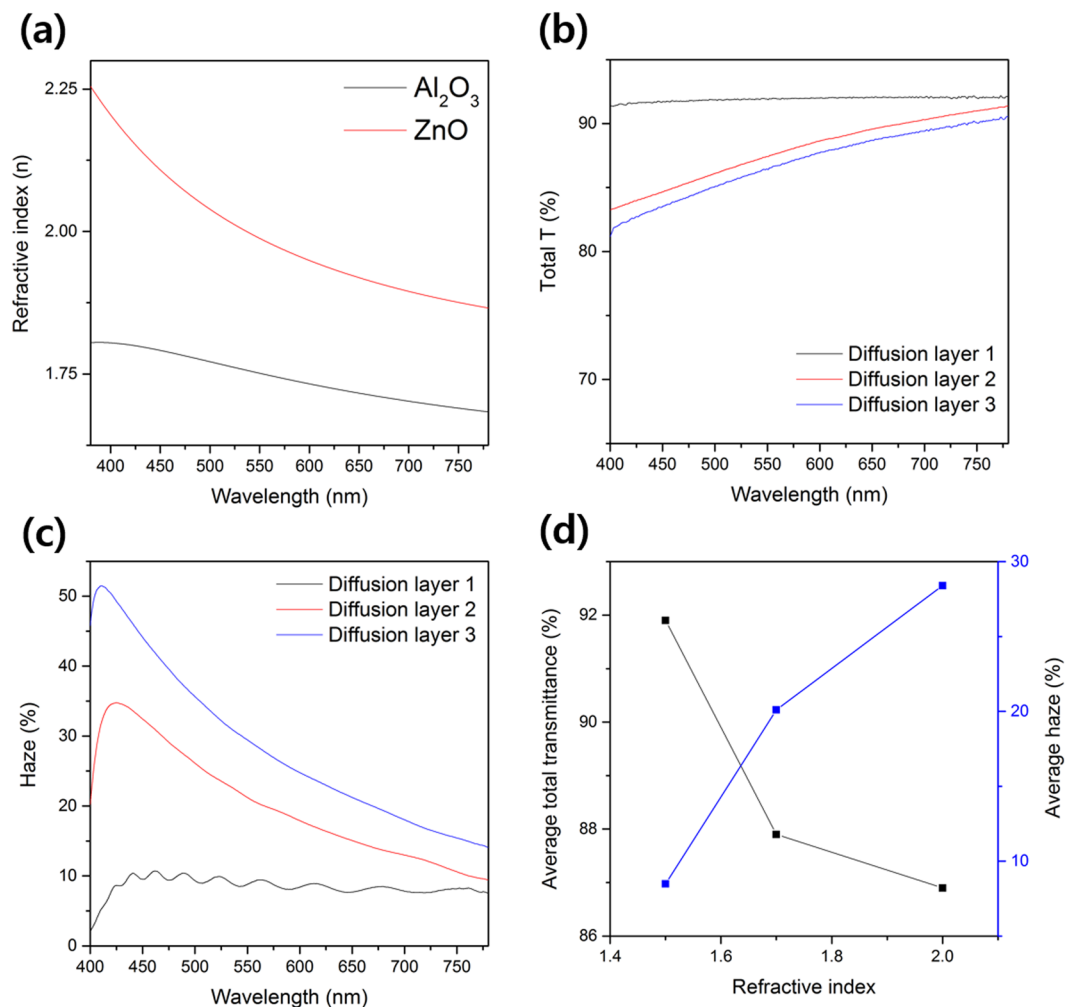 (a)
2.25
2.00
1.75
Refractive index (n)
Al₂O₃
ZnO
400 450 500 550 600 650 700 750
Wavelength (nm)
(b)
90
80
70
Total T (%)
Diffusion layer 1
Diffusion layer 2
Diffusion layer 3
400 450 500 550 600 650 700 750
Wavelength (nm)
(c)
50
40
30
20
10
0
Haze (%)
Diffusion layer 1
Diffusion layer 2
Diffusion layer 3
400 450 500 550 600 650 700 750
Wavelength (nm)
(d)
92
90
88
86
Average total transmittance (%)
30
20
10
Average haze (%)
1.4 1.6 1.8 2.0
Refractive index